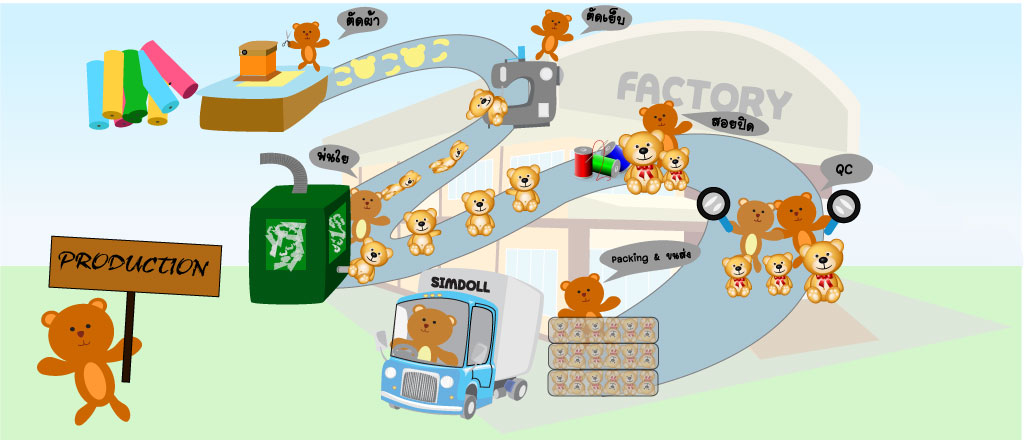 ตัดผ้า
ตัดเย็บ
FACTORY
สอยปิด
พ่นใย
QC
PRODUCTION
Packing & ขนส่ง
SIMDOLL